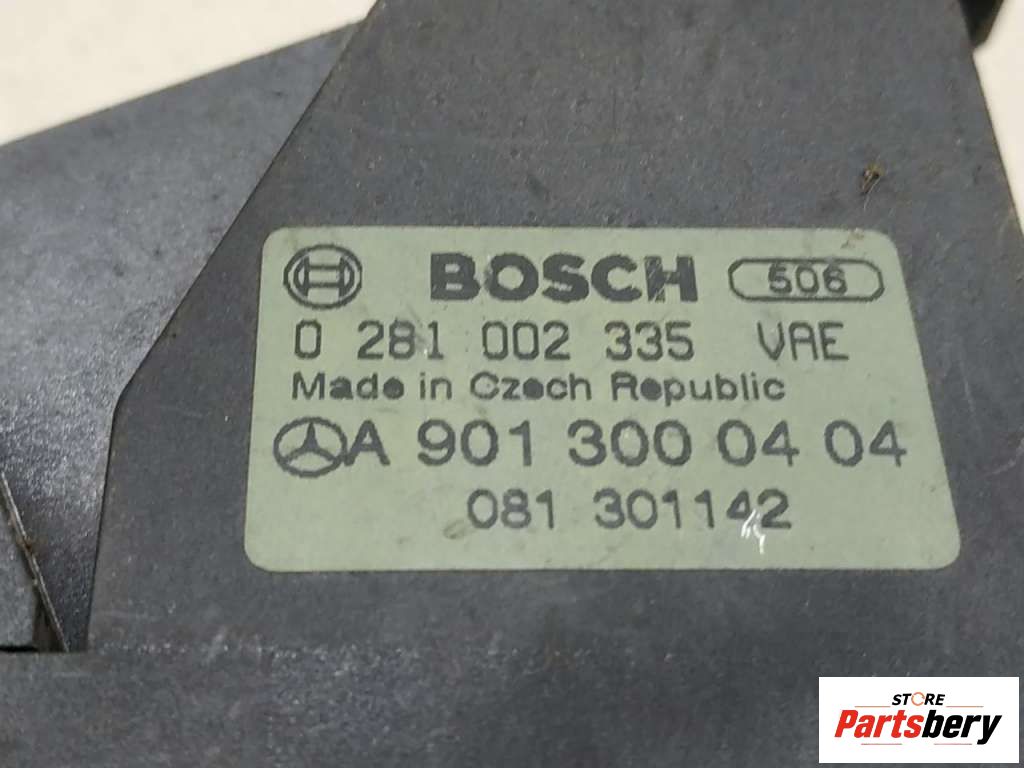 BOSCH 506
0 281 002 335 VAE
Made in Czech Republic
A 901 300 04 04
081 301142
STORE
Partsbery